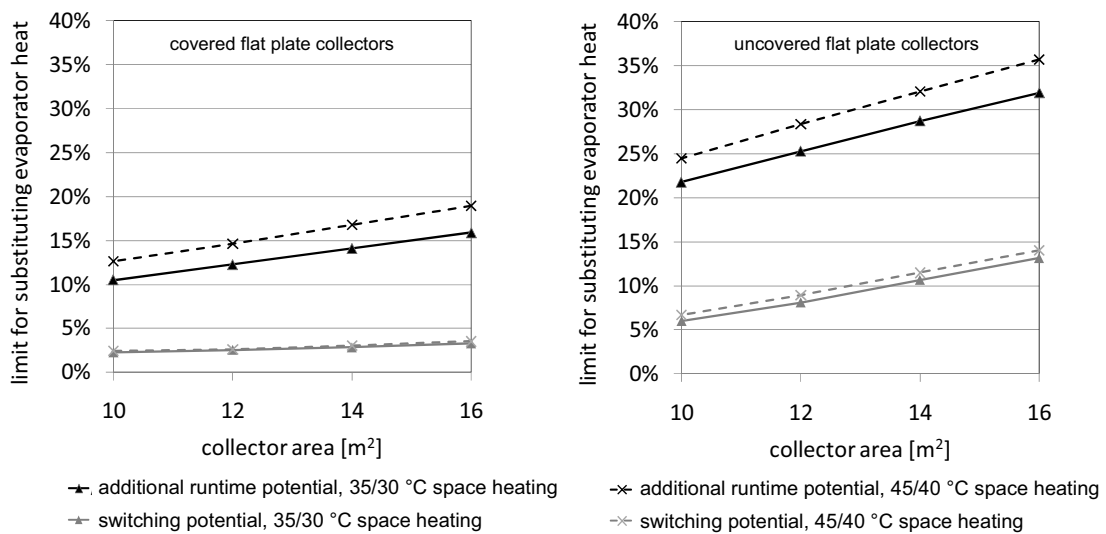 limit for substituting evaporator heat
40%
35%
30%
25%
20%
15%
10%
5%
0%
covered flat plate collectors
10 12 14 16
collector area [m²]
limit for substituting evaporator heat
40%
35%
30%
25%
20%
15%
10%
5%
0%
uncovered flat plate collectors
10 12 14 16
collector area [m²]
additional runtime potential, 35/30 °C space heating
switching potential, 35/30 °C space heating
additional runtime potential, 45/40 °C space heating
switching potential, 45/40 °C space heating